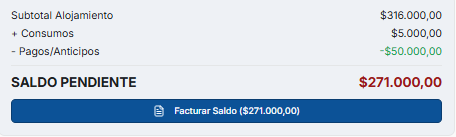 Subtotal Alojamiento $316.000,00
+ Consumos $5.000,00
- Pagos/Anticipos -$50.000,00
SALDO PENDIENTE $271.000,00
Facturar Saldo ($271.000,00)